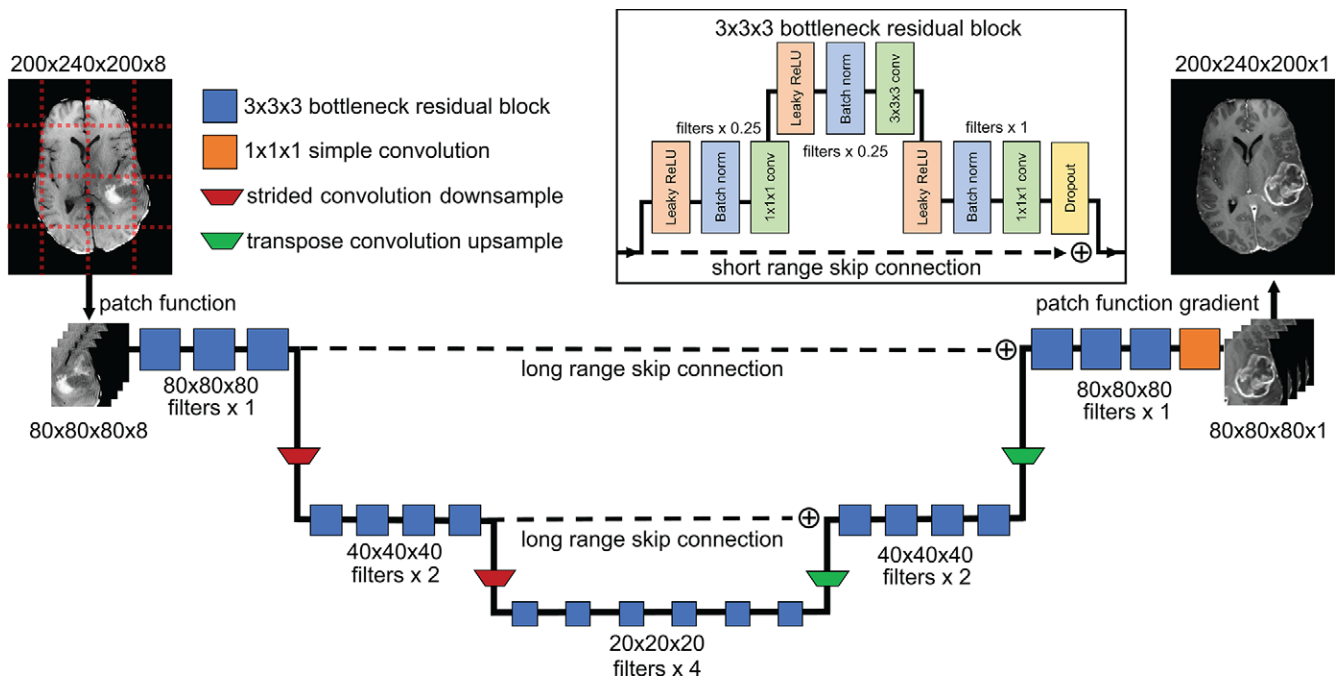 200x240x200x8
3x3x3 bottleneck residual block
1x1x1 simple convolution
strided convolution downsample
transpose convolution upsample
3x3x3 bottleneck residual block
filters x 0.25
Leaky ReLU
Batch norm
1x1x1 conv
Leaky ReLU
Batch norm
3x3x3 conv
filters x 0.25
filters x 1
Leaky ReLU
Batch norm
1x1x1 conv
Dropout
short range skip connection
200x240x200x1
patch function
patch function gradient
80x80x80x8
80x80x80
filters x 1
long range skip connection
80x80x80
filters x 1
80x80x80x1
40x40x40
filters x 2
long range skip connection
40x40x40
filters x 2
20x20x20
filters x 4